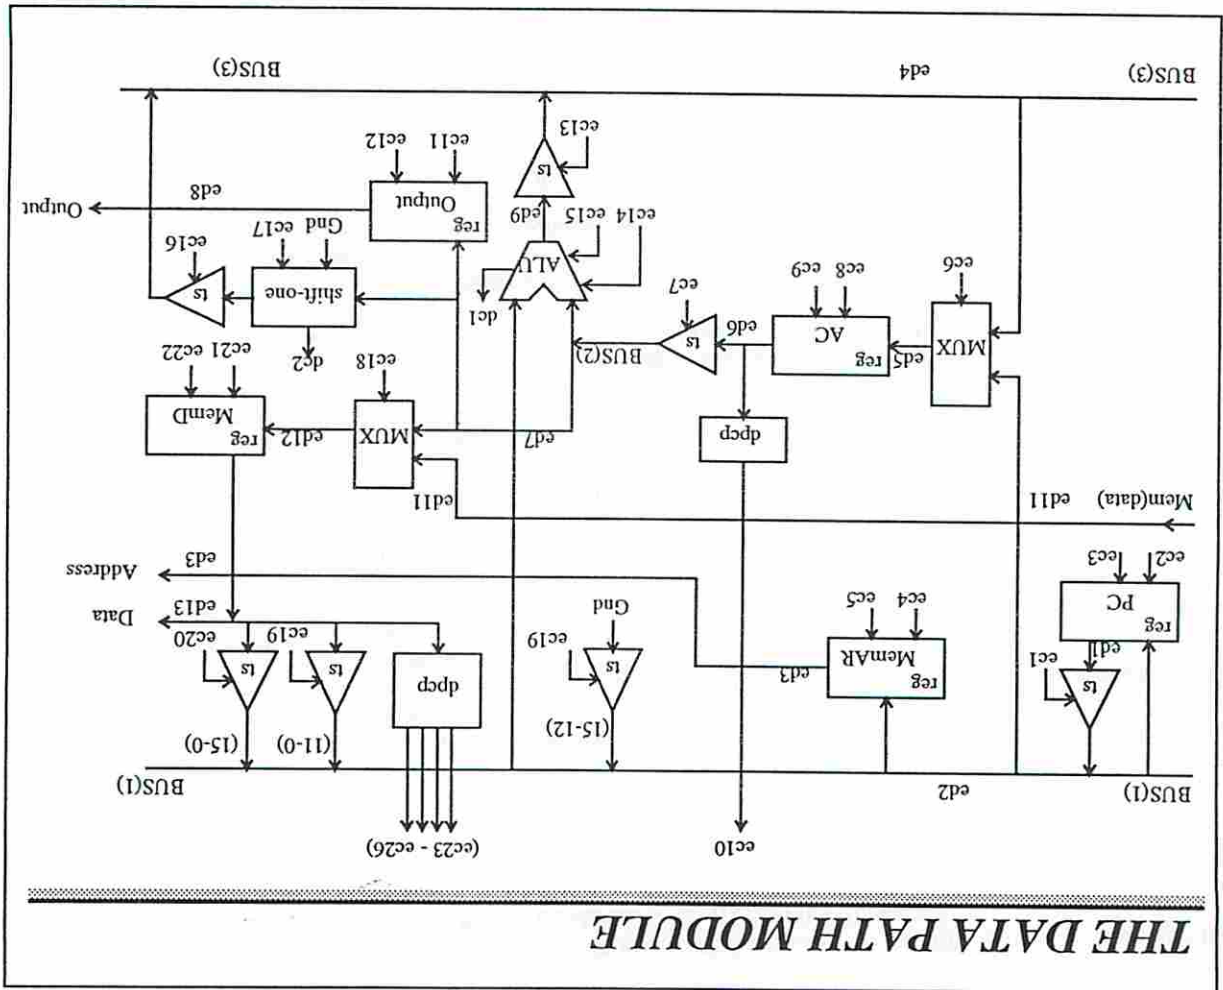 THE DATA PATH MODULE
ec10
(ec23 - ec26)
BUS(1)
ed2
BUS(1)
(15-12)
(11-0)
(15-0)
ts
ec1
ed1
reg
PC
ec2
ec3
reg
MemAR
ec4
ec5
ed3
ts
ec19
Gnd
dpcp
ts
ec19
ts
ec20
ed13
Data
ed3
Address
Mem(data)
ed11
ed11
dpcp
ed7
MUX
ec18
ed12
reg
MemD
ec21
ec22
MUX
ec6
ed5
reg
AC
ec8
ec9
ed6
ts
ec7
BUS(2)
ALU
dc1
ec14
ec15
ed9
shift-one
dc2
Gnd
ec17
ts
ec16
reg
Output
ec11
ec12
ed8
Output
ts
ec13
BUS(3)
ed4
BUS(3)